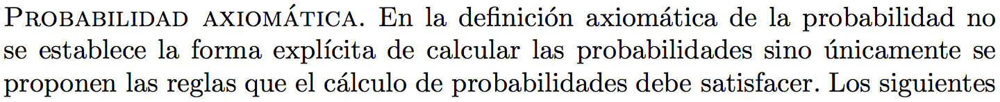 PROBABILIDAD AXIOMÁTICA. En la definición axiomática de la probabilidad no
se establece la forma explícita de calcular las probabilidades sino únicamente se
proponen las reglas que el cálculo de probabilidades debe satisfacer. Los siguientes